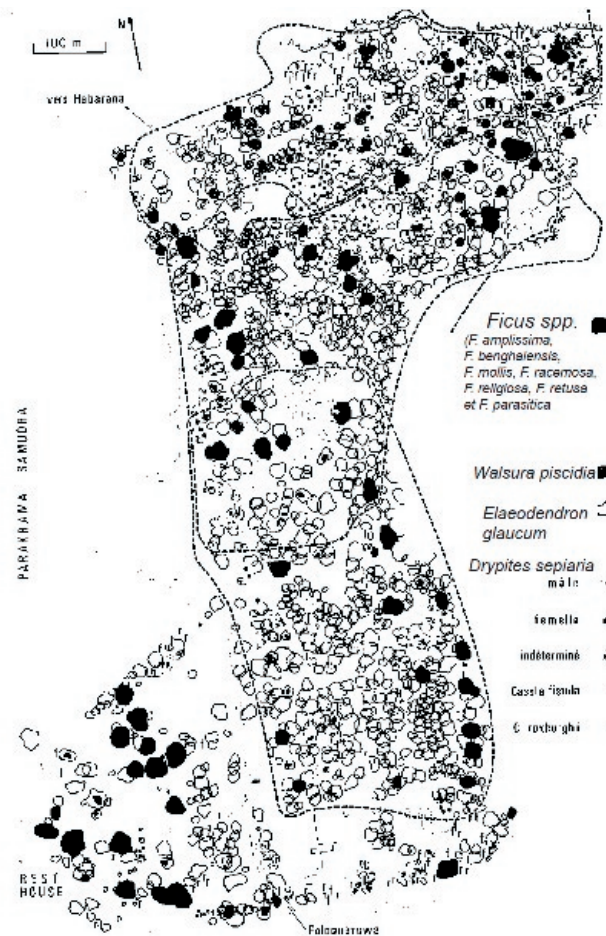 N
100 m
vers Habarana
PARAKRAMA SAMUDRA
Ficus spp.
(F. amplissima,
F. benghalensis,
F. mollis, F. racemosa,
F. religiosa, F. retusa
et F. parasitica
Walsura piscidia
Elaeodendron
glaucum
Drypites sepiaria
mâle
femelle
indéterminé
Cassia fistula
C. roxburghii
REST
HOUSE
Polonnaruwa